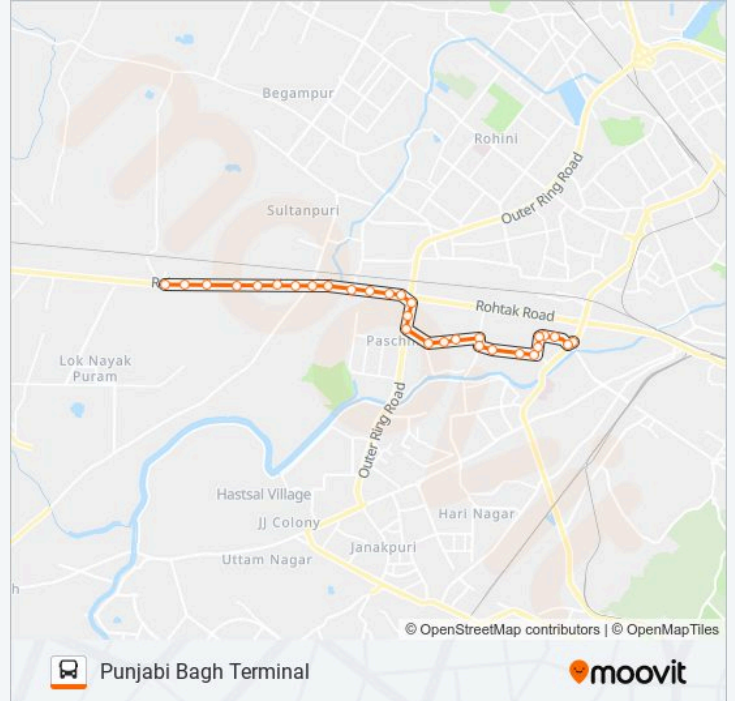 Begampur
Rohini
Outer Ring Road
Sultanpuri
R
Rohtak Road
Paschi
Lok Nayak
Puram
Outer Ring Road
Hastsal Village
Hari Nagar
JJ Colony
Janakpuri
Uttam Nagar
h
© OpenStreetMap contributors | © OpenMapTiles
Punjabi Bagh Terminal
moovit